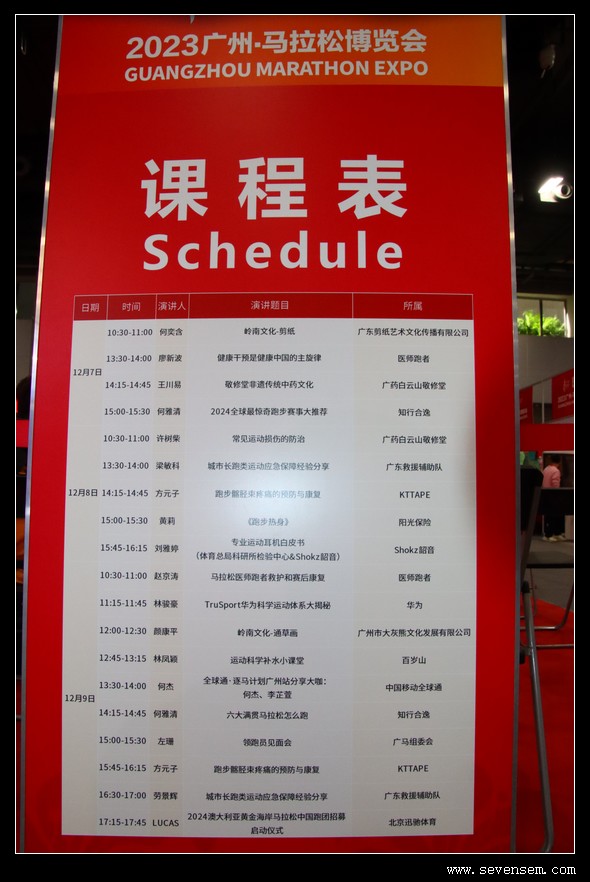 2023广州·马拉松博览会
GUANGZHOU MARATHON EXPO
课程表
Schedule
日期 时间 演讲人 演讲题目 所属
10:30-11:00 何奕含 岭南文化-剪纸 广东剪纸艺术文化传播有限公司
13:30-14:00 廖新波 健康干预是健康中国的主旋律 医师跑者
12月7日
14:15-14:45 王川易 敬修堂非遗传统中药文化 广药白云山敬修堂
15:00-15:30 何雅清 2024全球最惊奇跑步赛事大推荐 知行合逸
10:30-11:00 许树柴 常见运动损伤的防治 广药白云山敬修堂
13:30-14:00 梁敏科 城市长跑类运动应急保障经验分享 广东救援辅助队
12月8日 14:15-14:45 方元子 跑步髂胫束疼痛的预防与康复 KTTAPE
15:00-15:30 黄莉 《跑步热身》 阳光保险
15:45-16:15 刘雅婷 专业运动耳机白皮书 Shokz韶音
（体育总局科研所检验中心&Shokz韶音）
10:30-11:00 赵京涛 马拉松医师跑者救护和赛后康复 医师跑者
11:15-11:45 林骏豪 TruSport华为科学运动体系大揭秘 华为
12:00-12:30 颜康平 岭南文化-通草画 广州市大灰熊文化发展有限公司
12:45-13:15 林凤颖 运动科学补水小课堂 百岁山
13:30-14:00 何杰 全球通·逐马计划广州站分享大咖： 中国移动全球通
何杰、李芷萱
12月9日
14:15-14:45 何雅清 六大满贯马拉松怎么跑 知行合逸
15:00-15:30 左珊 领跑员见面会 广马组委会
15:45-16:15 方元子 跑步髂胫束疼痛的预防与康复 KTTAPE
16:30-17:00 劳景辉 城市长跑类运动应急保障经验分享 广东救援辅助队
17:15-17:45 LUCAS 2024澳大利亚黄金海岸马拉松中国跑团招募 北京迅驰体育
启动仪式
www.sevensem.com